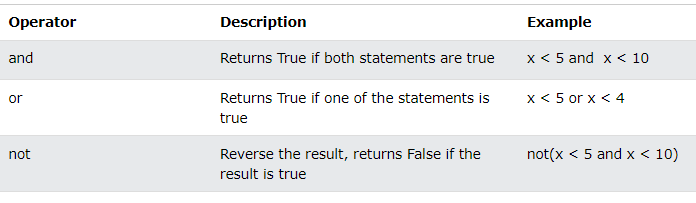 Operator Description Example
and Returns True if both statements are true x < 5 and  x < 10
or Returns True if one of the statements is x < 5 or x < 4
true
not Reverse the result, returns False if the not(x < 5 and x < 10)
result is true